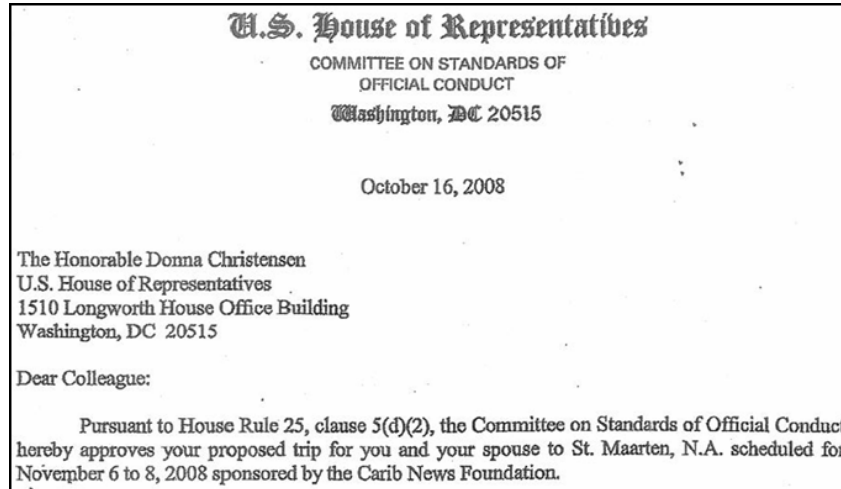 U.S. House of Representatives
COMMITTEE ON STANDARDS OF
OFFICIAL CONDUCT
Washington, DC 20515
October 16, 2008
The Honorable Donna Christensen
U.S. House of Representatives
1510 Longworth House Office Building
Washington, DC 20515
Dear Colleague:
Pursuant to House Rule 25, clause 5(d)(2), the Committee on Standards of Official Conduct
hereby approves your proposed trip for you and your spouse to St. Maarten, N.A. scheduled for
November 6 to 8, 2008 sponsored by the Carib News Foundation.